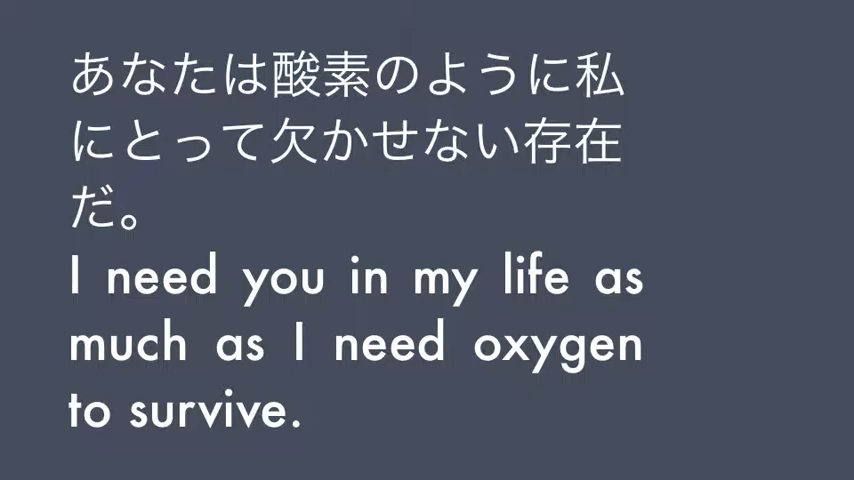 あなたは酸素のように私
にとって欠かせない存在
だ。
I need you in my life as
much as I need oxygen
to survive.